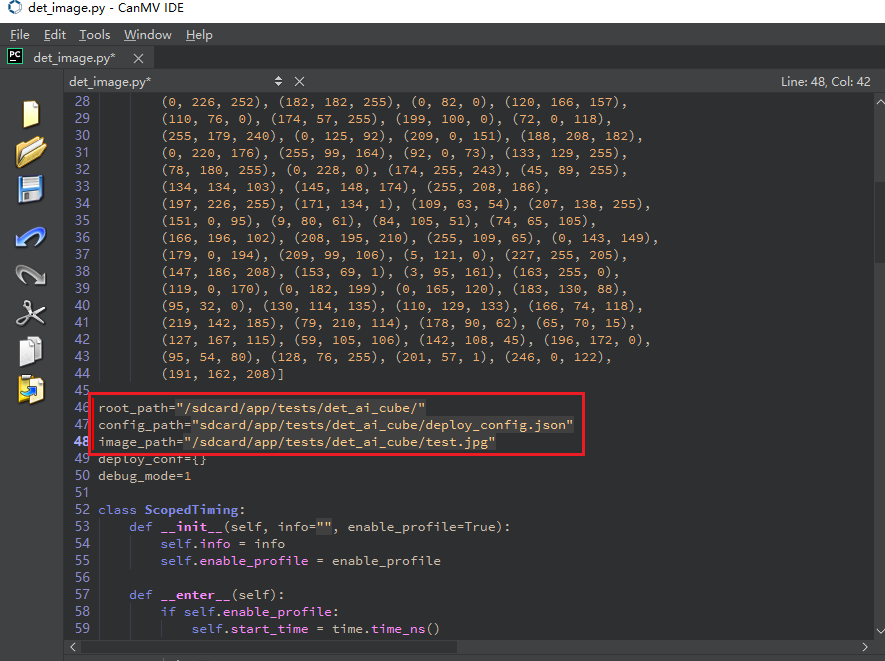 det_image.py - CanMV IDE
File Edit Tools Window Help
PC det_image.py*
det_image.py* Line: 48, Col: 42
28 (0, 226, 252), (182, 182, 255), (0, 82, 0), (120, 166, 157),
29 (110, 76, 0), (174, 57, 255), (199, 100, 0), (72, 0, 118),
30 (255, 179, 240), (0, 125, 92), (209, 0, 151), (188, 208, 182),
31 (0, 220, 176), (255, 99, 164), (92, 0, 73), (133, 129, 255),
32 (78, 180, 255), (0, 228, 0), (174, 255, 243), (45, 89, 255),
33 (134, 134, 103), (145, 148, 174), (255, 208, 186),
34 (197, 226, 255), (171, 134, 1), (109, 63, 54), (207, 138, 255),
35 (151, 0, 95), (9, 80, 61), (84, 105, 51), (74, 65, 105),
36 (166, 196, 102), (208, 195, 210), (255, 109, 65), (0, 143, 149),
37 (179, 0, 194), (209, 99, 106), (5, 121, 0), (227, 255, 205),
38 (147, 186, 208), (153, 69, 1), (3, 95, 161), (163, 255, 0),
39 (119, 0, 170), (0, 182, 199), (0, 165, 120), (183, 130, 88),
40 (95, 32, 0), (130, 114, 135), (110, 129, 133), (166, 74, 118),
41 (219, 142, 185), (79, 210, 114), (178, 90, 62), (65, 70, 15),
42 (127, 167, 115), (59, 105, 106), (142, 108, 45), (196, 172, 0),
43 (95, 54, 80), (128, 76, 255), (201, 57, 1), (246, 0, 122),
44 (191, 162, 208)]
45
46 root_path="/sdcard/app/tests/det_ai_cube/"
47 config_path="sdcard/app/tests/det_ai_cube/deploy_config.json"
48 image_path="/sdcard/app/tests/det_ai_cube/test.jpg"
49 deploy_conf={}
50 debug_mode=1
51
52 class ScopedTiming:
53 def __init__(self, info="", enable_profile=True):
54 self.info = info
55 self.enable_profile = enable_profile
56
57 def __enter__(self):
58 if self.enable_profile:
59 self.start_time = time.time_ns()